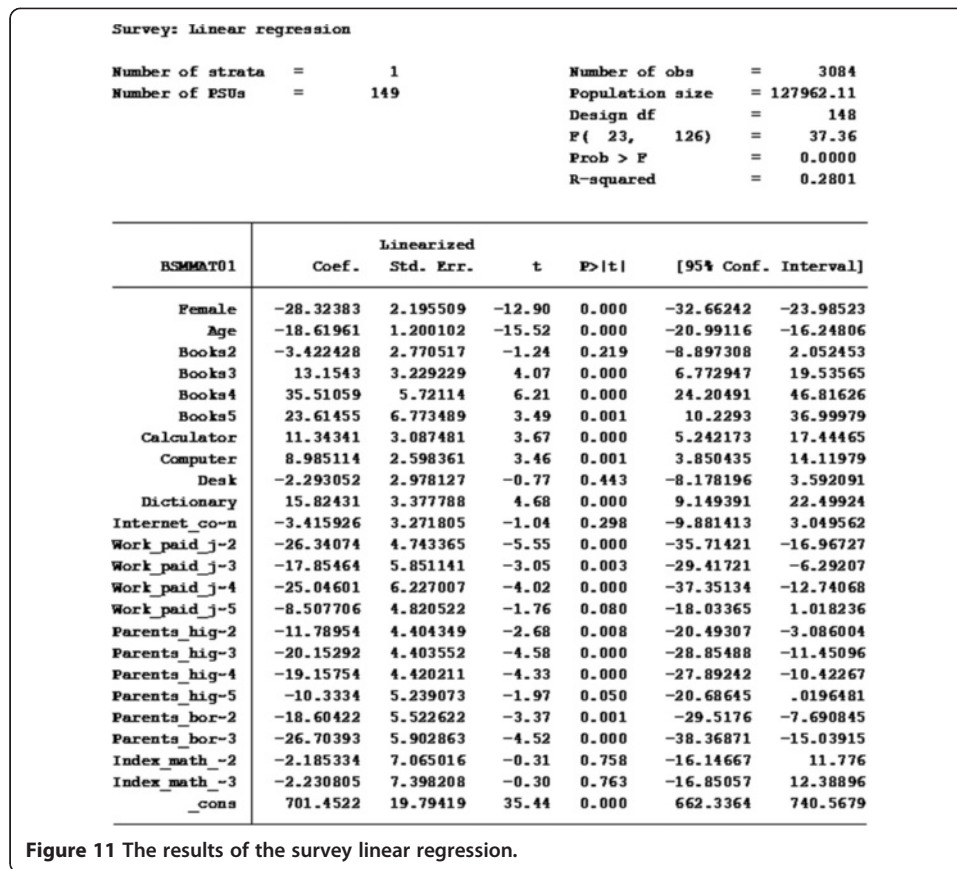 Survey: Linear regression
Number of strata = 1 Number of obs = 3084
Number of PSUs = 149 Population size = 127962.11
Design df = 148
F( 23, 126) = 37.36
Prob > F = 0.0000
R-squared = 0.2801
Linearized
BSMMAT01 Coef. Std. Err. t P>|t| [95% Conf. Interval]
Female -28.32383 2.195509 -12.90 0.000 -32.66242 -23.98523
Age -18.61961 1.200102 -15.52 0.000 -20.99116 -16.24806
Books2 -3.422428 2.770517 -1.24 0.219 -8.897308 2.052453
Books3 13.1543 3.229229 4.07 0.000 6.772947 19.53565
Books4 35.51059 5.72114 6.21 0.000 24.20491 46.81626
Books5 23.61455 6.773489 3.49 0.001 10.2293 36.99979
Calculator 11.34341 3.087481 3.67 0.000 5.242173 17.44465
Computer 8.985114 2.598361 3.46 0.001 3.850435 14.11979
Desk -2.293052 2.978127 -0.77 0.443 -8.178196 3.592091
Dictionary 15.82431 3.377788 4.68 0.000 9.149391 22.49924
Internet_co~n -3.415926 3.271805 -1.04 0.298 -9.881413 3.049562
Work_paid_j~2 -26.34074 4.743365 -5.55 0.000 -35.71421 -16.96727
Work_paid_j~3 -17.85464 5.851141 -3.05 0.003 -29.41721 -6.29207
Work_paid_j~4 -25.04601 6.227007 -4.02 0.000 -37.35134 -12.74068
Work_paid_j~5 -8.507706 4.820522 -1.76 0.080 -18.03365 1.018236
Parents_hig~2 -11.78954 4.404349 -2.68 0.008 -20.49307 -3.086004
Parents_hig~3 -20.15292 4.403552 -4.58 0.000 -28.85488 -11.45096
Parents_hig~4 -19.15754 4.420211 -4.33 0.000 -27.89242 -10.42267
Parents_hig~5 -10.3334 5.239073 -1.97 0.050 -20.68645 .0196481
Parents_bor~2 -18.60422 5.522622 -3.37 0.001 -29.5176 -7.690845
Parents_bor~3 -26.70393 5.902863 -4.52 0.000 -38.36871 -15.03915
Index_math_~2 -2.185334 7.065016 -0.31 0.758 -16.14667 11.776
Index_math_~3 -2.230805 7.398208 -0.30 0.763 -16.85057 12.38896
_cons 701.4522 19.79419 35.44 0.000 662.3364 740.5679
Figure 11 The results of the survey linear regression.